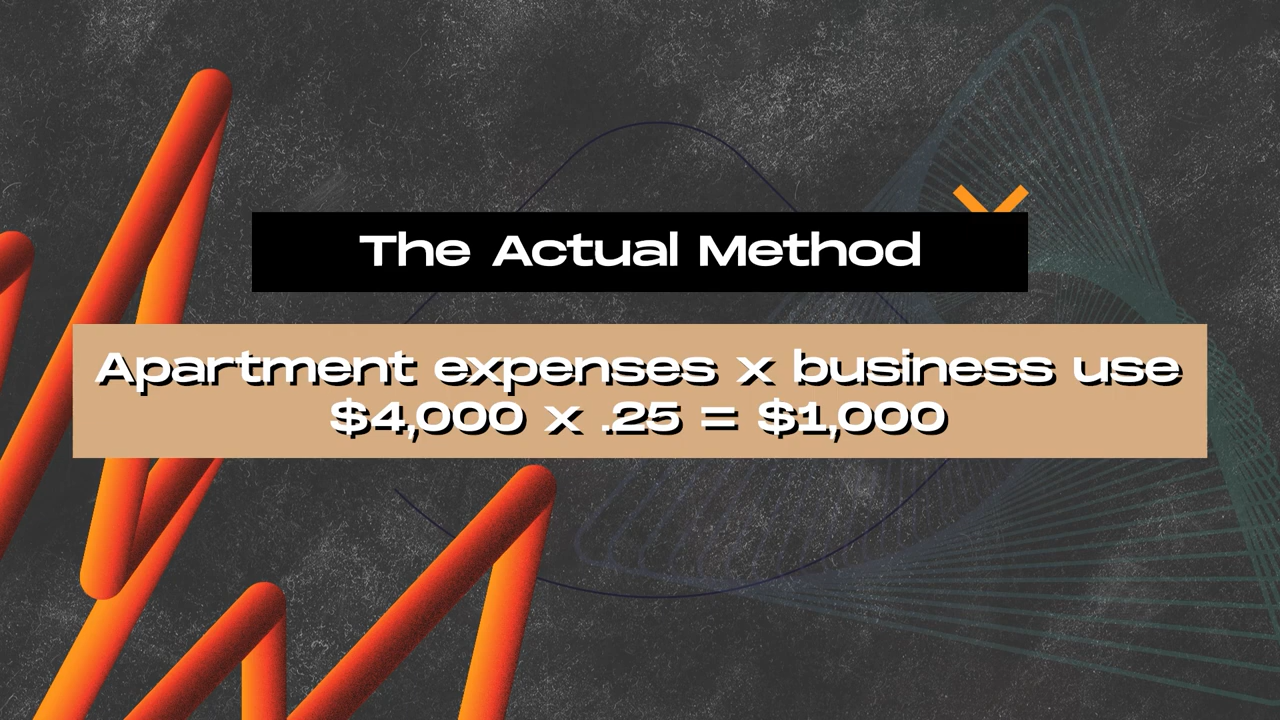 The Actual Method
Apartment expenses x business use
$4,000 x .25 = $1,000